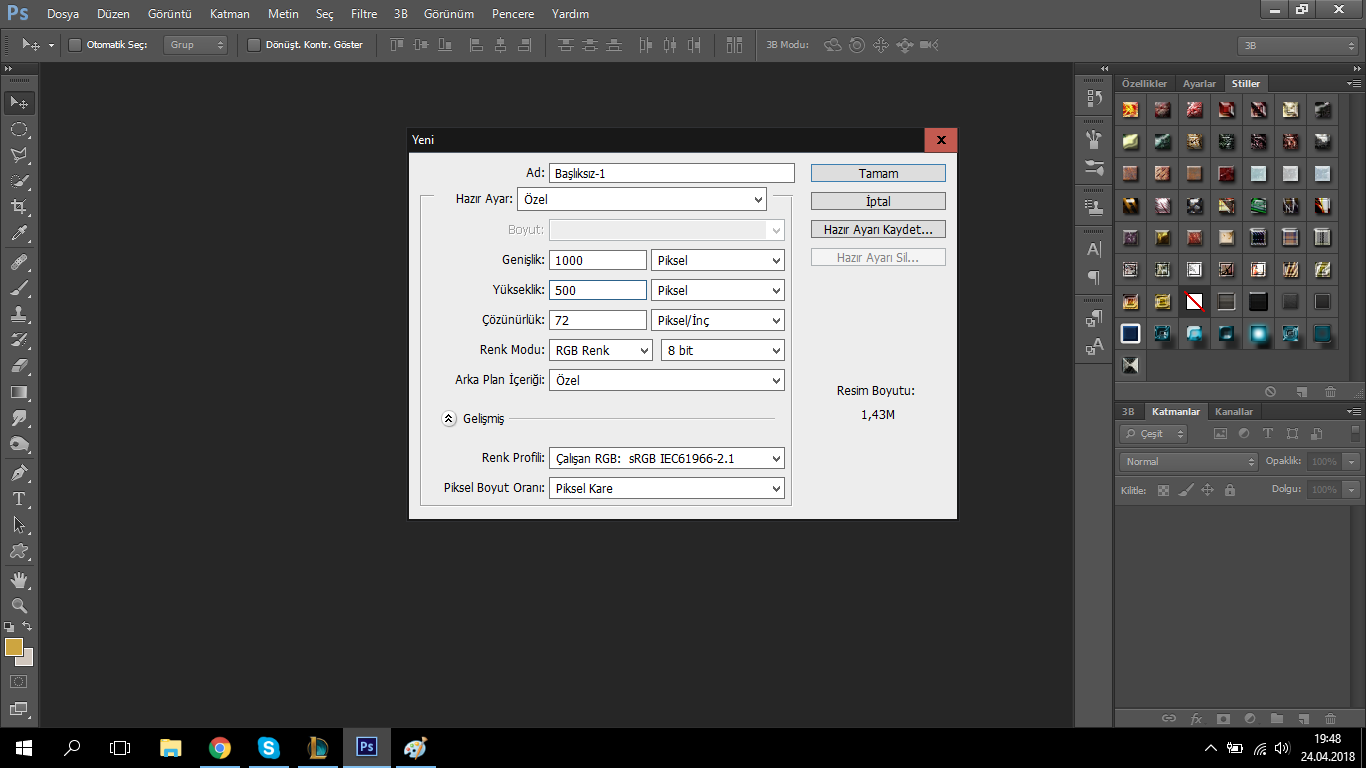 Ps Dosya Düzen Görüntü Katman Metin Seç Filtre 3B Görünüm Pencere Yardım
Otomatik Seç: Grup Dönüşt. Kontr. Göster 3B Modu: 3B
Özellikler Ayarlar Stiller
Yeni
Ad: Başlıksız-1 Tamam
Hazır Ayar: Özel İptal
Boyut: Hazır Ayarı Kaydet...
Genişlik: 1000 Piksel Hazır Ayarı Sil...
Yükseklik: 500 Piksel
Çözünürlük: 72 Piksel/İnç
Renk Modu: RGB Renk 8 bit
Arka Plan İçeriği: Özel
Resim Boyutu:
1,43M
Gelişmiş
Renk Profili: Çalışan RGB: sRGB IEC61966-2.1
Piksel Boyut Oranı: Piksel Kare
3B Katmanlar Kanallar
Çeşit
Normal Opaklık: 100%
Kilitle: Dolgu: 100%
fx
Ps
19:48
24.04.2018